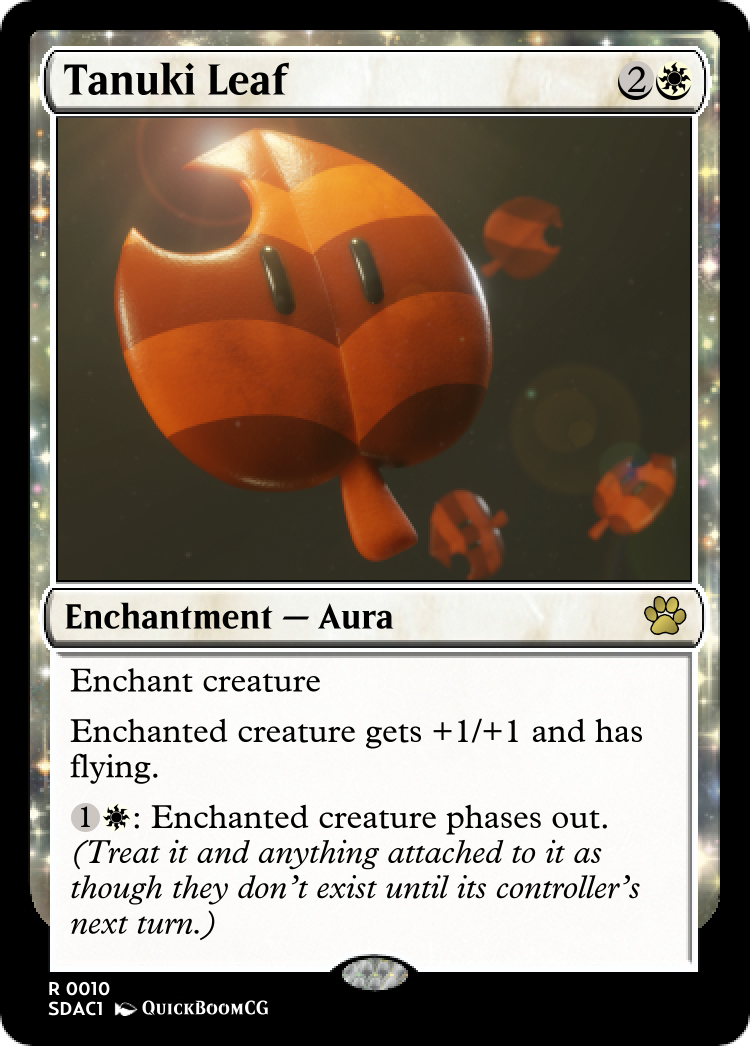 Tanuki Leaf 2
Enchantment — Aura
Enchant creature
Enchanted creature gets +1/+1 and has
flying.
1 : Enchanted creature phases out.
(Treat it and anything attached to it as
though they don’t exist until its controller’s
next turn.)
R 0010
SDAC1 QuickBoomCG